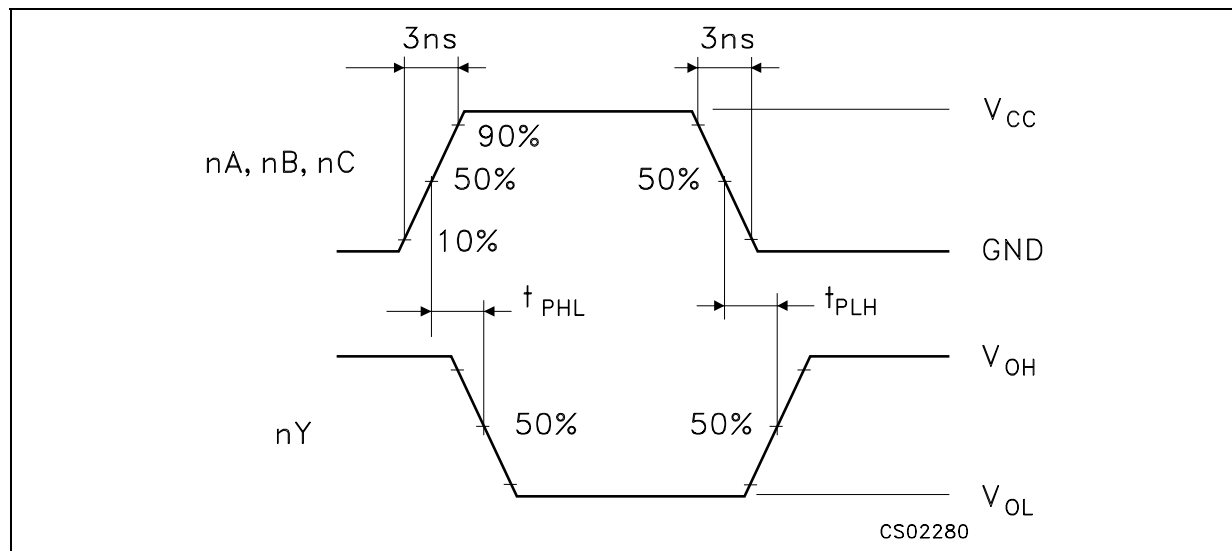 3ns 3ns
V_CC
90%
nA, nB, nC
50% 50%
10%
GND
t_PHL t_PLH
V_OH
50% 50%
nY
V_OL
CS02280